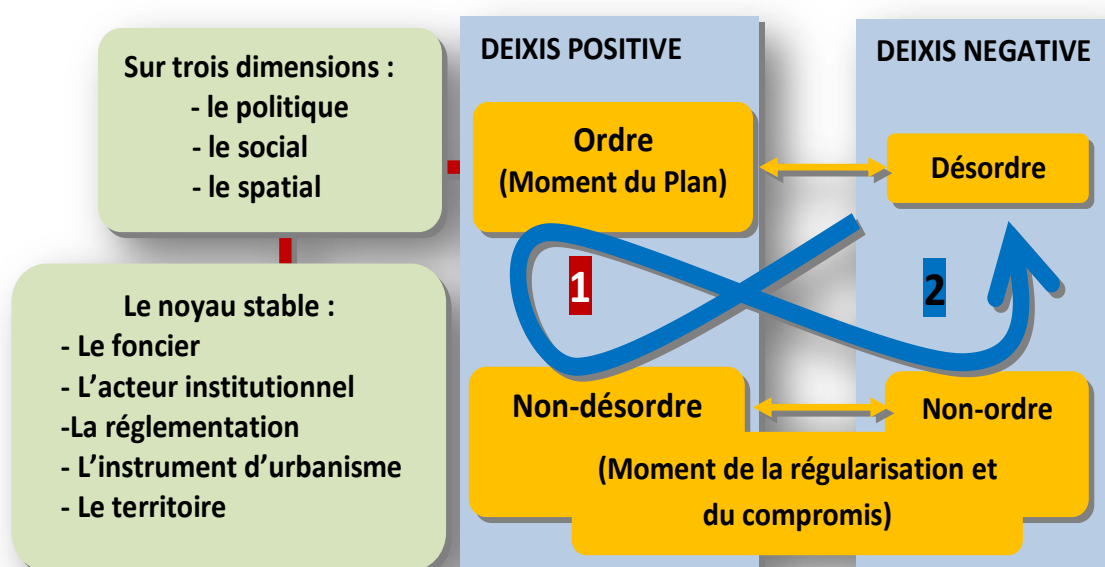 Sur trois dimensions :
- le politique
- le social
- le spatial
Le noyau stable :
- Le foncier
- L’acteur institutionnel
-La réglementation
- L’instrument d’urbanisme
- Le territoire
DEIXIS POSITIVE
DEIXIS NEGATIVE
Ordre
(Moment du Plan)
Désordre
1
2
Non-désordre
Non-ordre
(Moment de la régularisation et
du compromis)